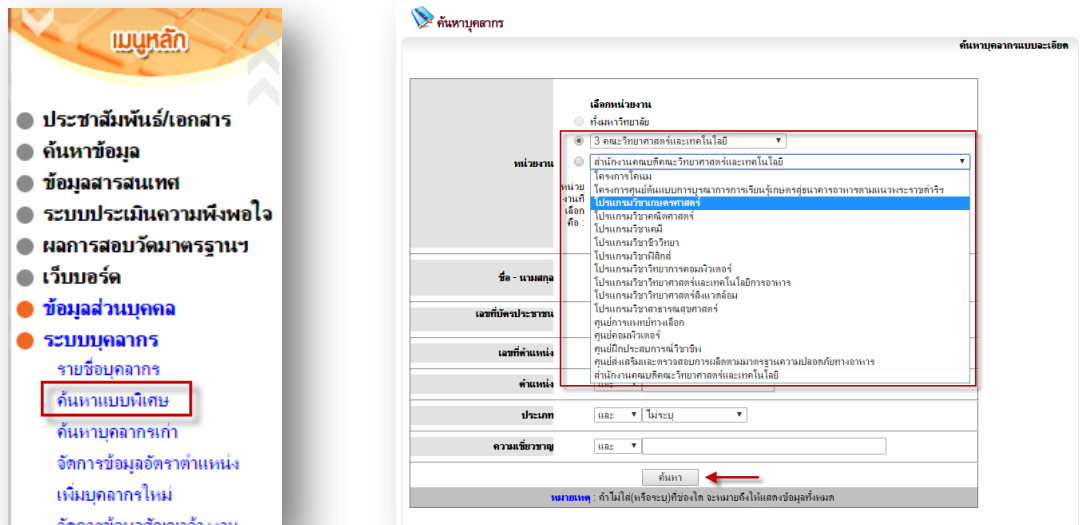 เมนูหลัก
ประชาสัมพันธ์/เอกสาร
ค้นหาข้อมูล
ข้อมูลสารสนเทศ
ระบบประเมินความพึงพอใจ
ผลการสอบวัดมาตรฐานฯ
เว็บบอร์ด
ข้อมูลส่วนบุคคล
ระบบบุคลากร
รายชื่อบุคลากร
ค้นหาแบบพิเศษ
ค้นหาบุคลากรเก่า
จัดการข้อมูลอัตราตำแหน่ง
เพิ่มบุคลากรใหม่
จัดการข้อมูลสัญญาจ้างงาน
ค้นหาบุคลากร
ค้นหาบุคลากรแบบละเอียด
เลือกหน่วยงาน
ทั้งมหาวิทยาลัย
3 คณะวิทยาศาสตร์และเทคโนโลยี
หน่วยงาน
สำนักงานคณบดีคณะวิทยาศาสตร์และเทคโนโลยี
หน่วยงานที่เลือกคือ :
โครงการโคนม
โครงการศูนย์ต้นแบบการบูรณาการการเรียนรู้เกษตรสู่ธนาคารอาหารตามแนวพระราชดำริฯ
โปรแกรมวิชาเกษตรศาสตร์
โปรแกรมวิชาคณิตศาสตร์
โปรแกรมวิชาเคมี
โปรแกรมวิชาชีววิทยา
โปรแกรมวิชาฟิสิกส์
โปรแกรมวิชาวิทยาการคอมพิวเตอร์
โปรแกรมวิชาวิทยาศาสตร์และเทคโนโลยีการอาหาร
โปรแกรมวิชาวิทยาศาสตร์สิ่งแวดล้อม
โปรแกรมวิชาสาธารณสุขศาสตร์
ศูนย์การแพทย์ทางเลือก
ศูนย์คอมพิวเตอร์
ศูนย์ฝึกประสบการณ์วิชาชีพ
ศูนย์ส่งเสริมและตรวจสอบการผลิตตามมาตรฐานความปลอดภัยทางอาหาร
สำนักงานคณบดีคณะวิทยาศาสตร์และเทคโนโลยี
ชื่อ - นามสกุล
เลขที่บัตรประชาชน
เลขที่ตำแหน่ง
ตำแหน่ง และ
ประเภท และ ไม่ระบุ
ความเชี่ยวชาญ และ
ค้นหา
หมายเหตุ : ถ้าไม่ใส่(หรือระบุ)ที่ช่องใด จะหมายถึงให้แสดงข้อมูลทั้งหมด